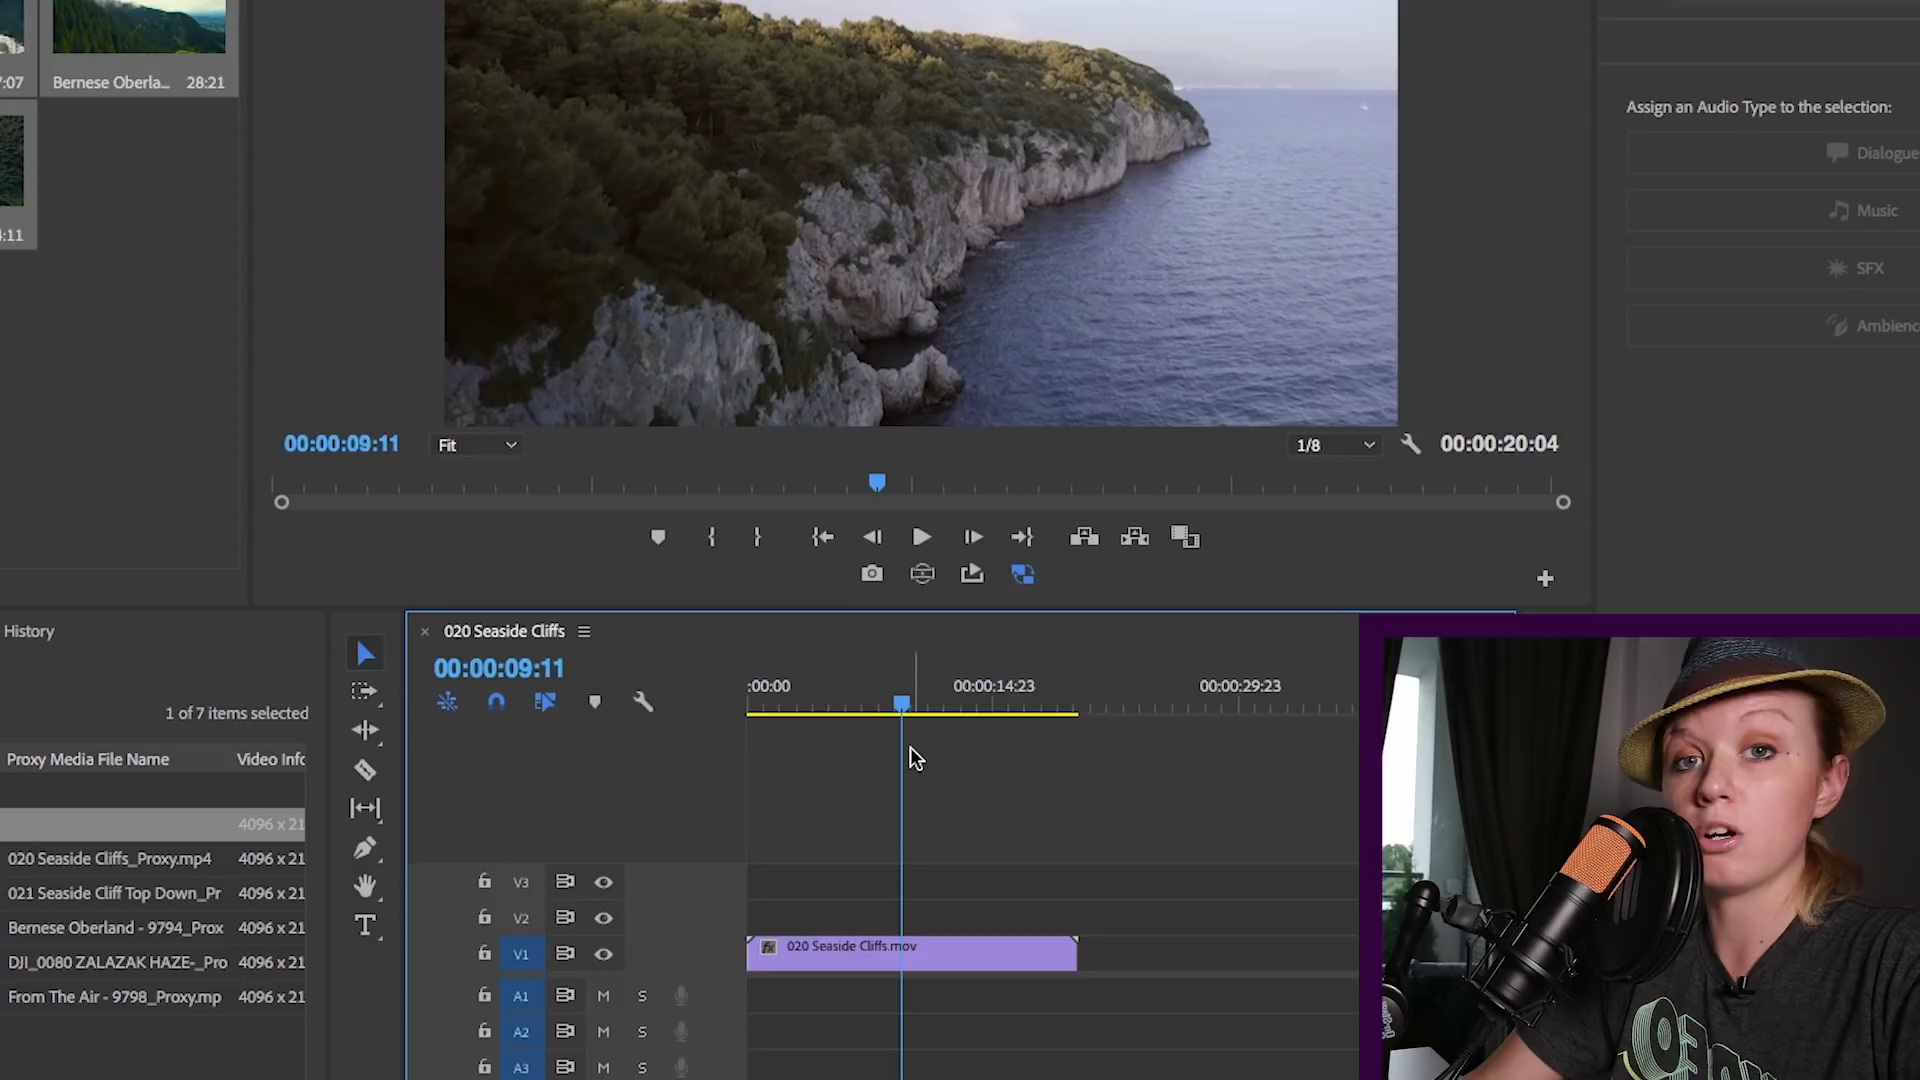 :07
Bernese Oberla... 28:21
:11
Assign an Audio Type to the selection:
Dialogue
Music
SFX
Ambienc
00:00:09:11
Fit
1/8
00:00:20:04
History
1 of 7 items selected
Proxy Media File Name Video Info
4096 x 21
020 Seaside Cliffs_Proxy.mp4 4096 x 21
021 Seaside Cliff Top Down_Pr 4096 x 21
Bernese Oberland - 9794_Prox 4096 x 21
DJI_0080 ZALAZAK HAZE-_Pro 4096 x 21
From The Air - 9798_Proxy.mp 4096 x 21
020 Seaside Cliffs
00:00:09:11
:00:00 00:00:14:23 00:00:29:23
V3
V2
V1
fx 020 Seaside Cliffs.mov
A1 M S
A2 M S
A3 M S